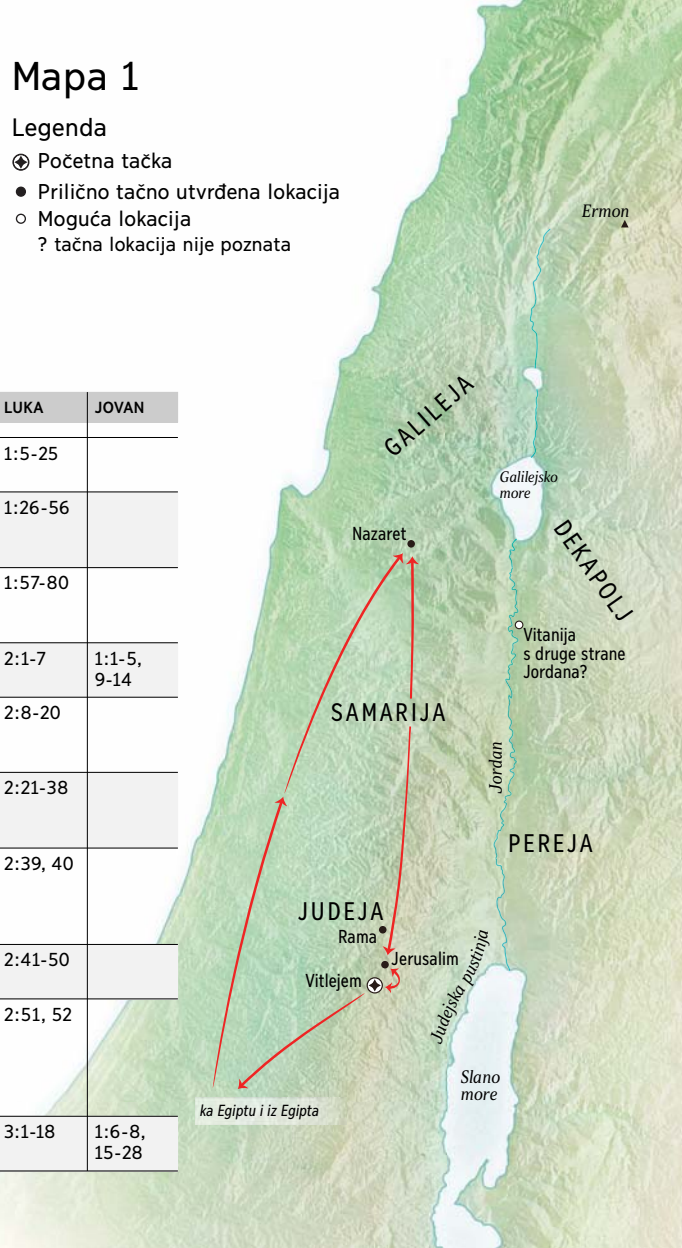 Mapa 1
Legenda
Početna tačka
Prilično tačno utvrđena lokacija
Moguća lokacija
? tačna lokacija nije poznata
LUKA JOVAN
1:5-25
1:26-56
1:57-80
2:1-7 1:1-5,
9-14
2:8-20
2:21-38
2:39, 40
2:41-50
2:51, 52
3:1-18 1:6-8,
15-28
Ermon
GALILEJA
Galilejsko
more
Nazaret
DEKAPOLJ
Vitanija
s druge strane
Jordana?
SAMARIJA
Jordan
PEREJA
JUDEJA
Rama
Jerusalim
Vitlejem
Judejska pustinja
Slano
more
ka Egiptu i iz Egipta